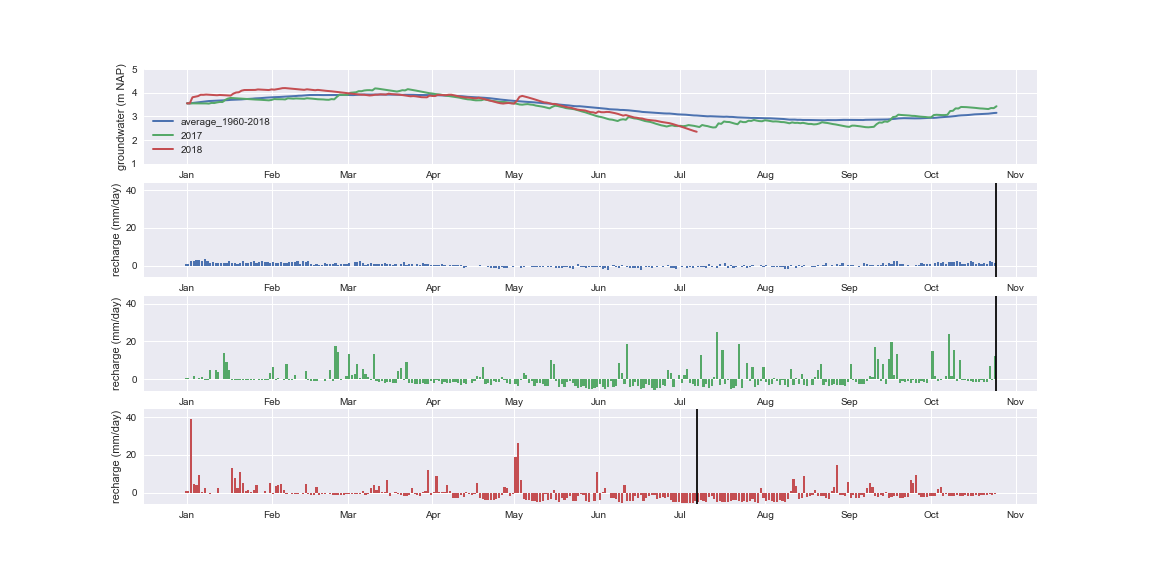 groundwater (m NAP)
5
4
3
2
1
average_1960-2018
2017
2018
Jan Feb Mar Apr May Jun Jul Aug Sep Oct Nov
recharge (mm/day)
40
20
0
Jan Feb Mar Apr May Jun Jul Aug Sep Oct Nov
recharge (mm/day)
40
20
0
Jan Feb Mar Apr May Jun Jul Aug Sep Oct Nov
recharge (mm/day)
40
20
0
Jan Feb Mar Apr May Jun Jul Aug Sep Oct Nov